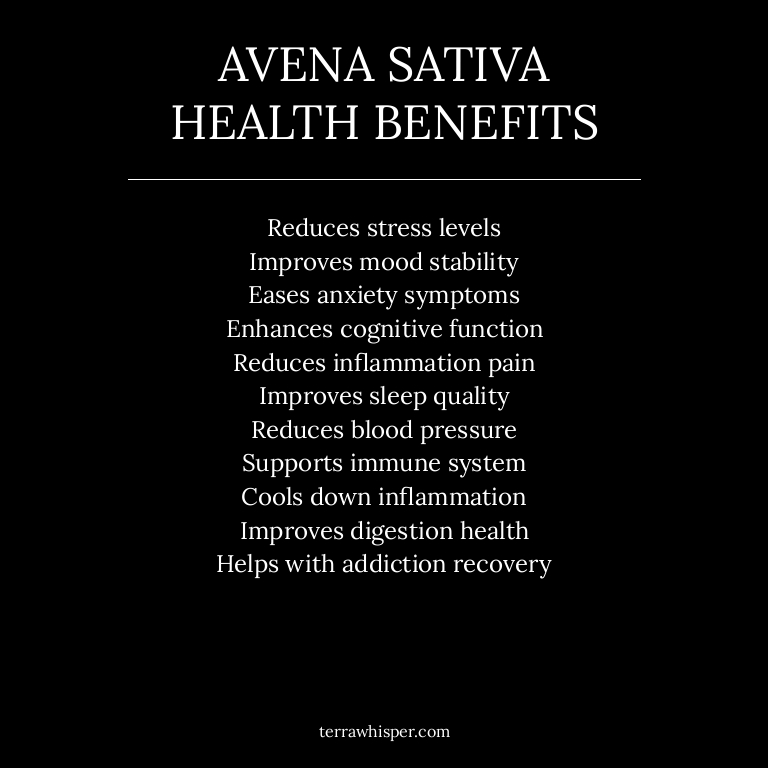 AVENA SATIVA
HEALTH BENEFITS
Reduces stress levels
Improves mood stability
Eases anxiety symptoms
Enhances cognitive function
Reduces inflammation pain
Improves sleep quality
Reduces blood pressure
Supports immune system
Cools down inflammation
Improves digestion health
Helps with addiction recovery
terrawhisper.com